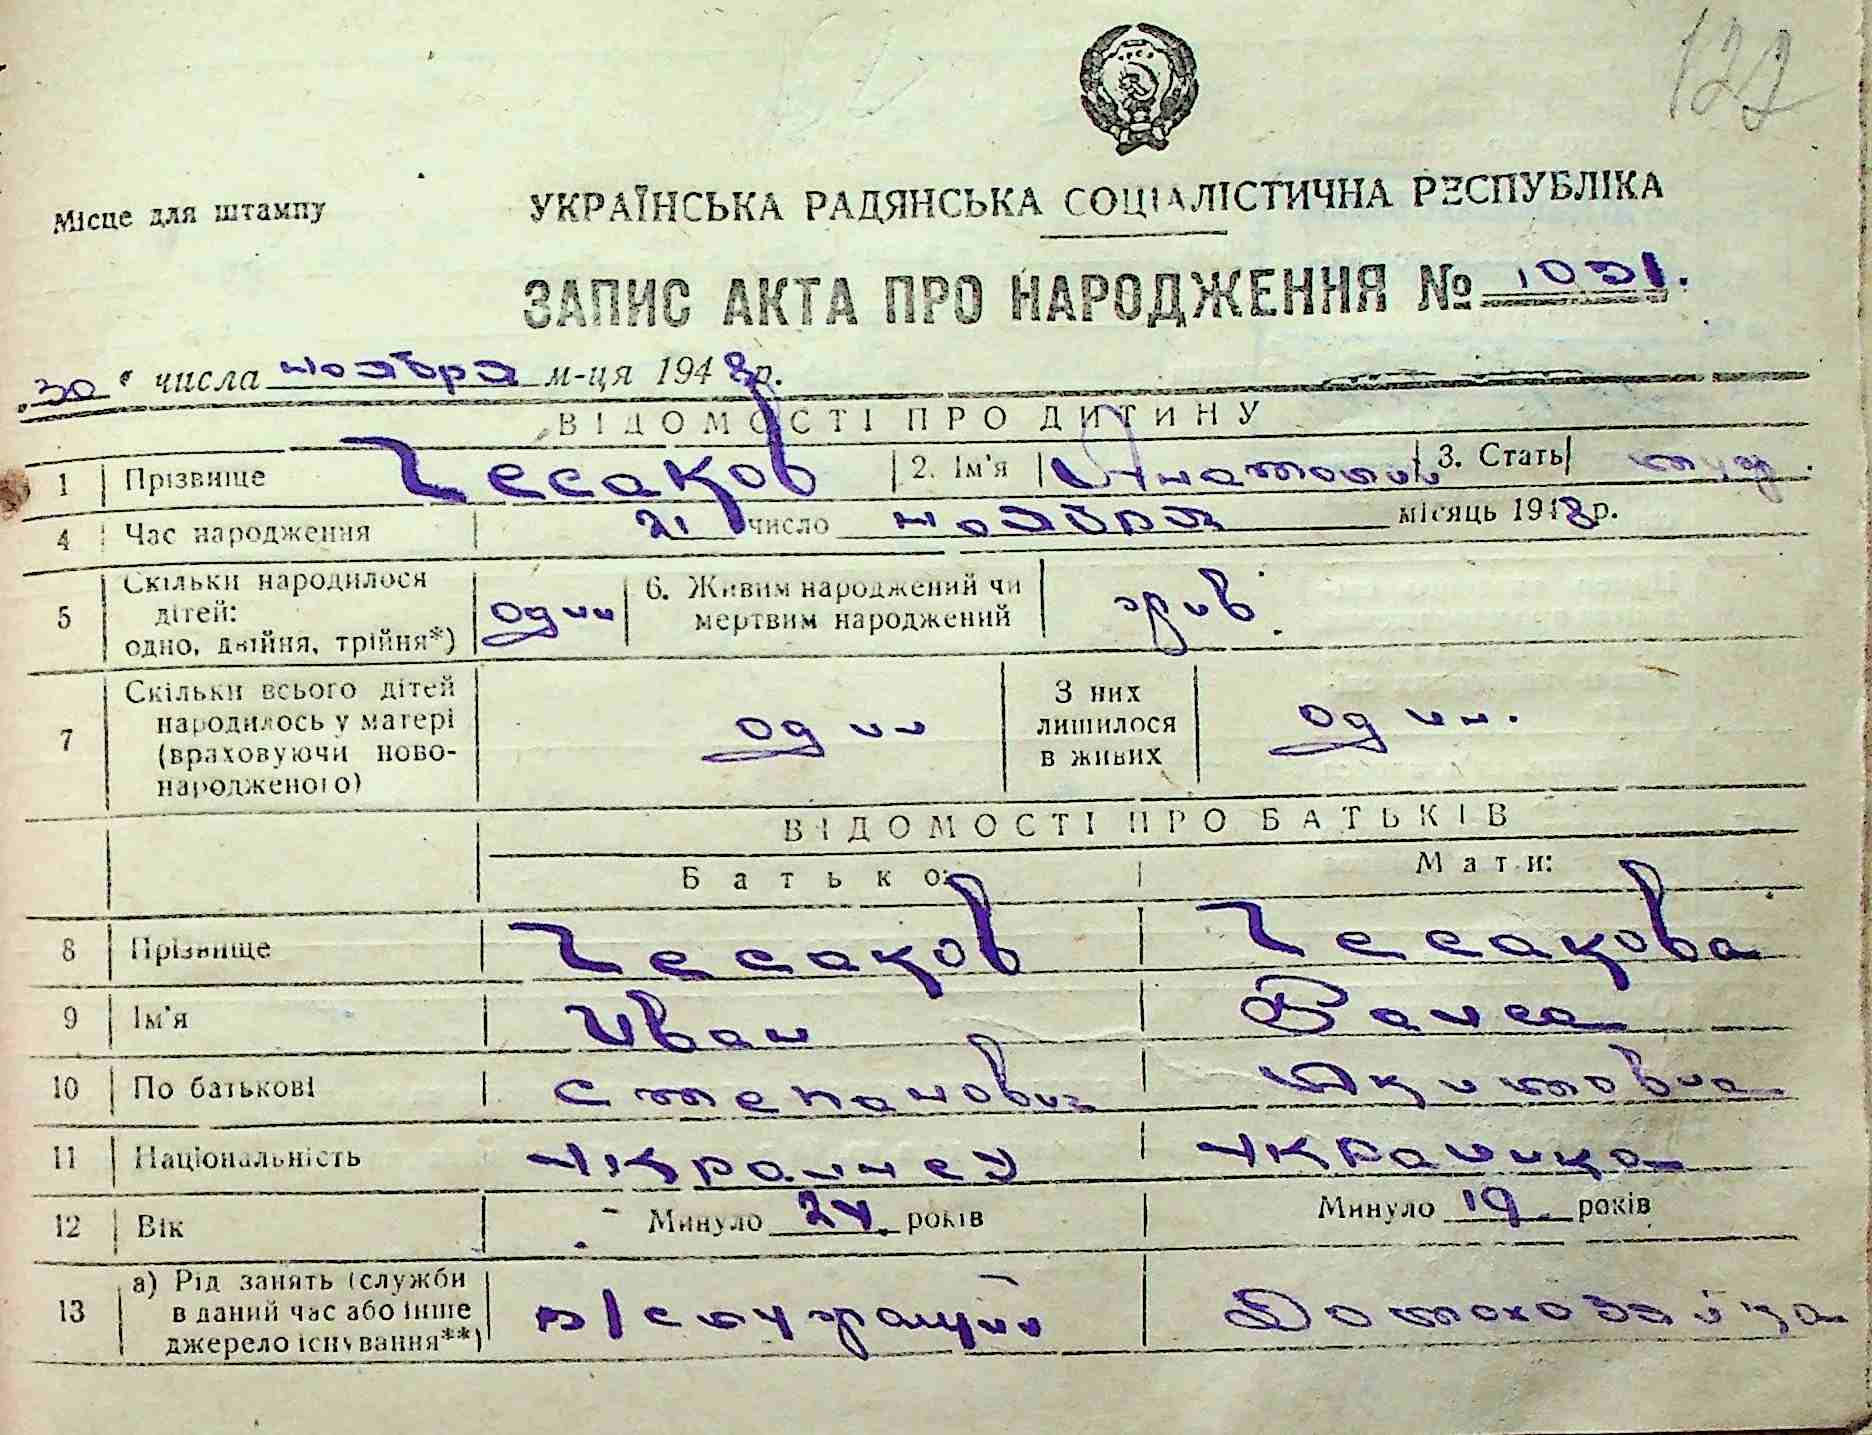 122
Місце для штампу
УКРАЇНСЬКА РАДЯНСЬКА СОЦІАЛІСТИЧНА РЕСПУБЛІКА
ЗАПИС АКТА ПРО НАРОДЖЕННЯ №
„30“ числа ноября м-ця 1948 р.
ВІДОМОСТІ ПРО ДИТИНУ
1 Прізвище Чесаков 2. Ім'я Анатолий 3. Стать муж.
4 Час народження 21 число ноября місяць 1948 р.
5 Скільки народилося дітей: одно, двійня, трійня*) один 6. Живим народжений чи мертвим народжений жив.
7 Скільки всього дітей народилось у матері (враховуючи новонародженого) один З них лишилося в живих один.
ВІДОМОСТІ ПРО БАТЬКІВ
Батько: Мати:
8 Прізвище Чесаков Чесакова
9 Ім'я Иван Раиса
10 По батькові Степанович Акимовна
11 Національність Украинец Украинка
12 Вік Минуло 24 років Минуло 19 років
13 а) Рід занять (служби в даний час або інше джерело існування**) в/служащий Домохозяйка